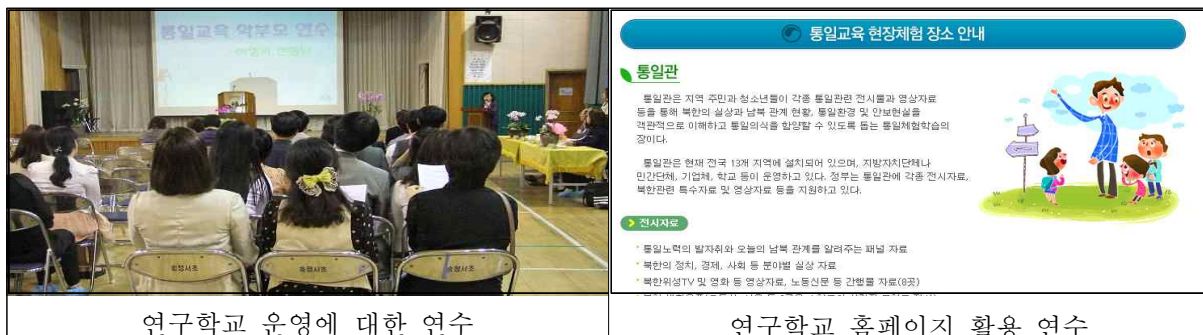 통일교육 학부모 연수
송정서초
송정서초
송정서초
연구학교 운영에 대한 연수
통일교육 현장체험 장소 안내
통일관
통일관은 지역 주민과 청소년들이 각종 통일관련 전시물과 영상자료
등을 통해 북한의 실상과 남북 관계 현황, 통일환경 및 안보현실을
객관적으로 이해하고 통일의식을 함양할 수 있도록 돕는 통일체험학습의
장이다.
통일관은 현재 전국 13개 지역에 설치되어 있으며, 지방자치단체나
민간단체, 기업체, 학교 등이 운영하고 있다. 정부는 통일관에 각종 전시자료,
북한관련 특수자료 및 영상자료 등을 지원하고 있다.
전시자료
통일노력의 발자취와 오늘의 남북 관계를 알려주는 패널 자료
북한의 정치, 경제, 사회 등 분야별 실상 자료
북한위성TV 및 영화 등 영상자료, 노동신문 등 간행물 자료(8곳)
연구학교 홈페이지 활용 연수